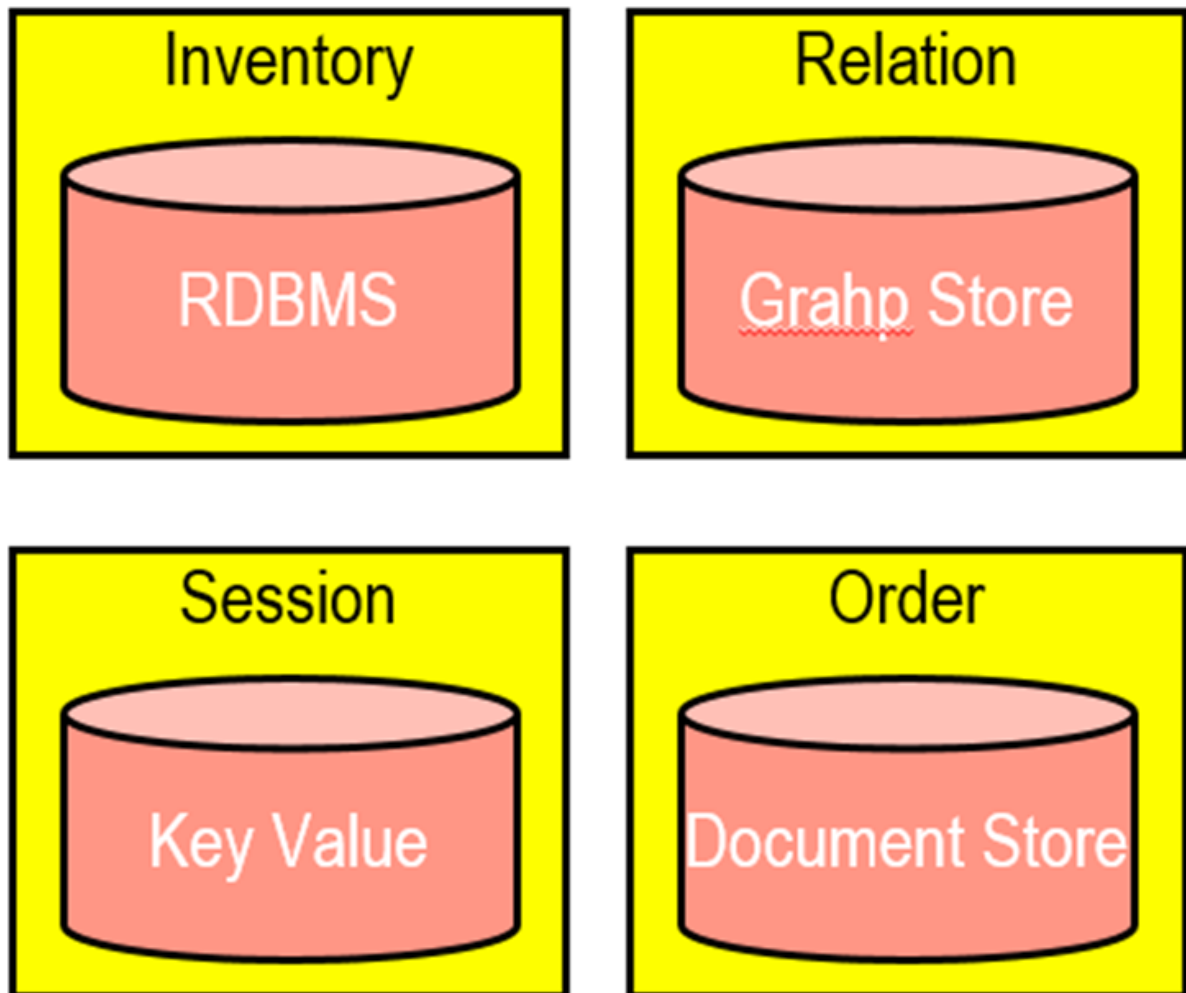 Inventory
RDBMS
Relation
Grahp Store
Session
Key Value
Order
Document Store